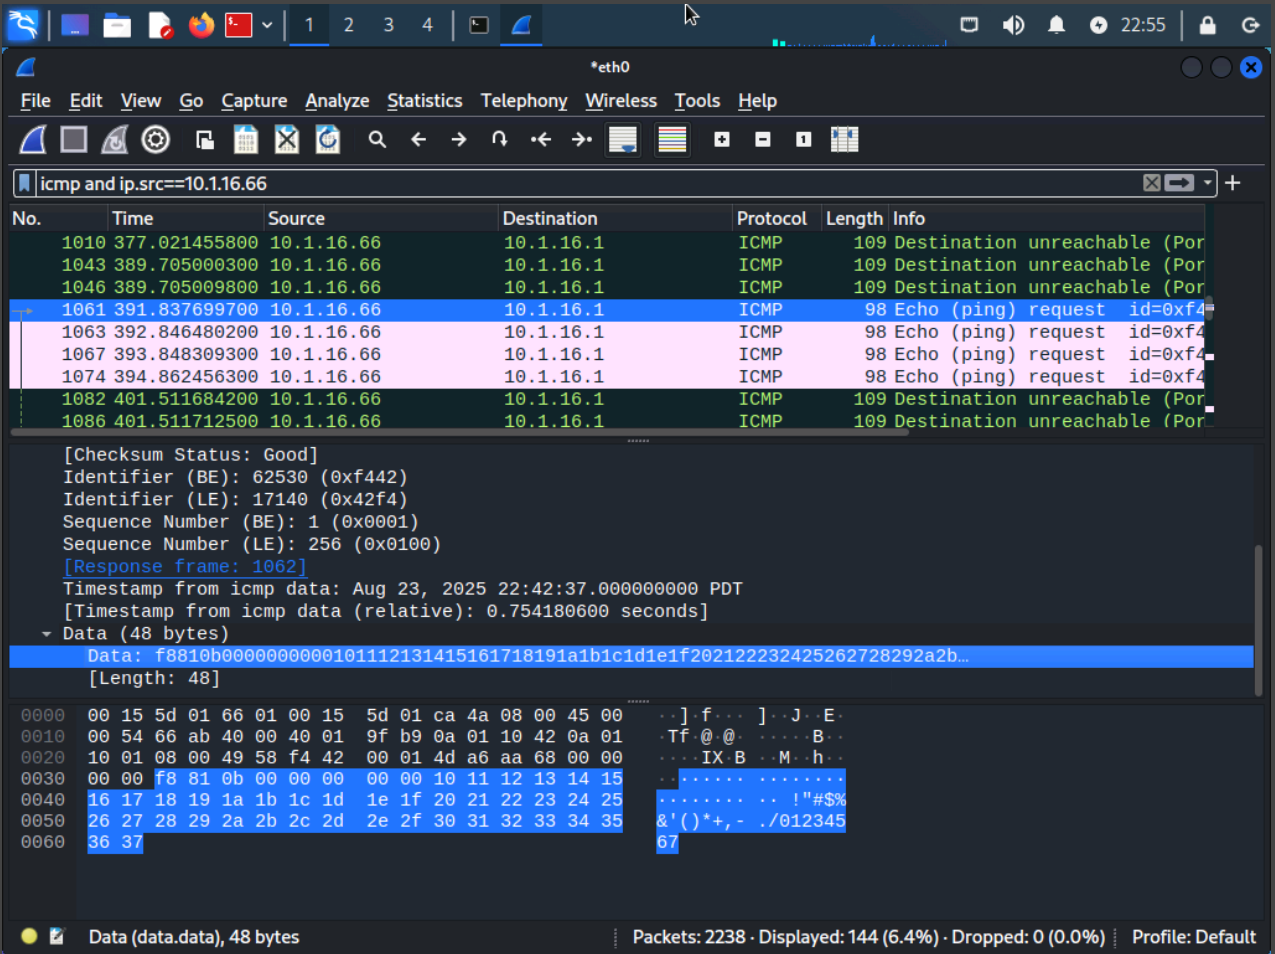 1 2 3 4 22:55
*eth0
File Edit View Go Capture Analyze Statistics Telephony Wireless Tools Help
icmp and ip.src==10.1.16.66
No. Time Source Destination Protocol Length Info
1010 377.021455800 10.1.16.66 10.1.16.1 ICMP 109 Destination unreachable (Por
1043 389.705000300 10.1.16.66 10.1.16.1 ICMP 109 Destination unreachable (Por
1046 389.705009800 10.1.16.66 10.1.16.1 ICMP 109 Destination unreachable (Por
1061 391.837699700 10.1.16.66 10.1.16.1 ICMP 98 Echo (ping) request id=0xf4
1063 392.846480200 10.1.16.66 10.1.16.1 ICMP 98 Echo (ping) request id=0xf4
1067 393.848309300 10.1.16.66 10.1.16.1 ICMP 98 Echo (ping) request id=0xf4
1074 394.862456300 10.1.16.66 10.1.16.1 ICMP 98 Echo (ping) request id=0xf4
1082 401.511684200 10.1.16.66 10.1.16.1 ICMP 109 Destination unreachable (Por
1086 401.511712500 10.1.16.66 10.1.16.1 ICMP 109 Destination unreachable (Por
[Checksum Status: Good]
Identifier (BE): 62530 (0xf442)
Identifier (LE): 17140 (0x42f4)
Sequence Number (BE): 1 (0x0001)
Sequence Number (LE): 256 (0x0100)
[Response frame: 1062]
Timestamp from icmp data: Aug 23, 2025 22:42:37.000000000 PDT
[Timestamp from icmp data (relative): 0.754180600 seconds]
Data (48 bytes)
Data: f8810b0000000000101112131415161718191a1b1c1d1e1f202122232425262728292a2b…
[Length: 48]
0000 00 15 5d 01 66 01 00 15 5d 01 ca 4a 08 00 45 00 ··]·f··· ]··J··E·
0010 00 54 66 ab 40 00 40 01 9f b9 0a 01 10 42 0a 01 ·Tf·@·@· ·····B··
0020 10 01 08 00 49 58 f4 42 00 01 4d a6 aa 68 00 00 ····IX·B ··M··h··
0030 00 00 f8 81 0b 00 00 00 00 00 10 11 12 13 14 15 ········ ········
0040 16 17 18 19 1a 1b 1c 1d 1e 1f 20 21 22 23 24 25 ········ ·· !"#$%
0050 26 27 28 29 2a 2b 2c 2d 2e 2f 30 31 32 33 34 35 &'()*+,- ./012345
0060 36 37 67
Data (data.data), 48 bytes Packets: 2238 · Displayed: 144 (6.4%) · Dropped: 0 (0.0%) Profile: Default